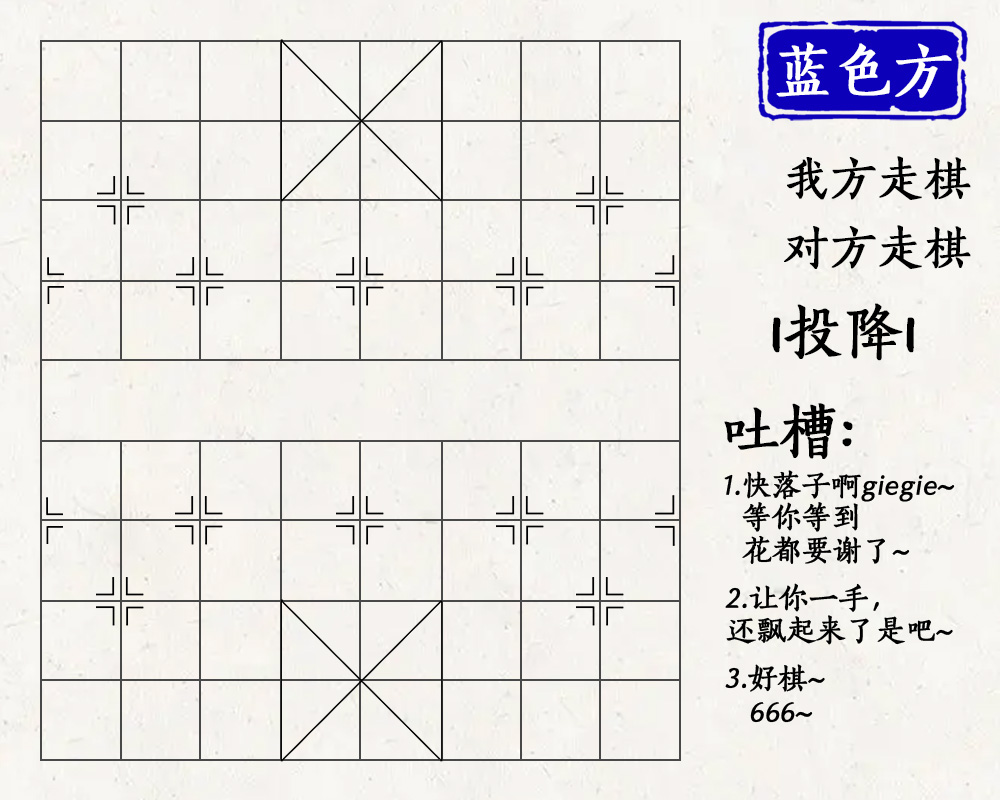 蓝色方
我方走棋
对方走棋
|投降|
吐槽:
1.快落子啊giegie~
等你等到
花都要谢了~
2.让你一手，
还飘起来了是吧~
3.好棋~
666~